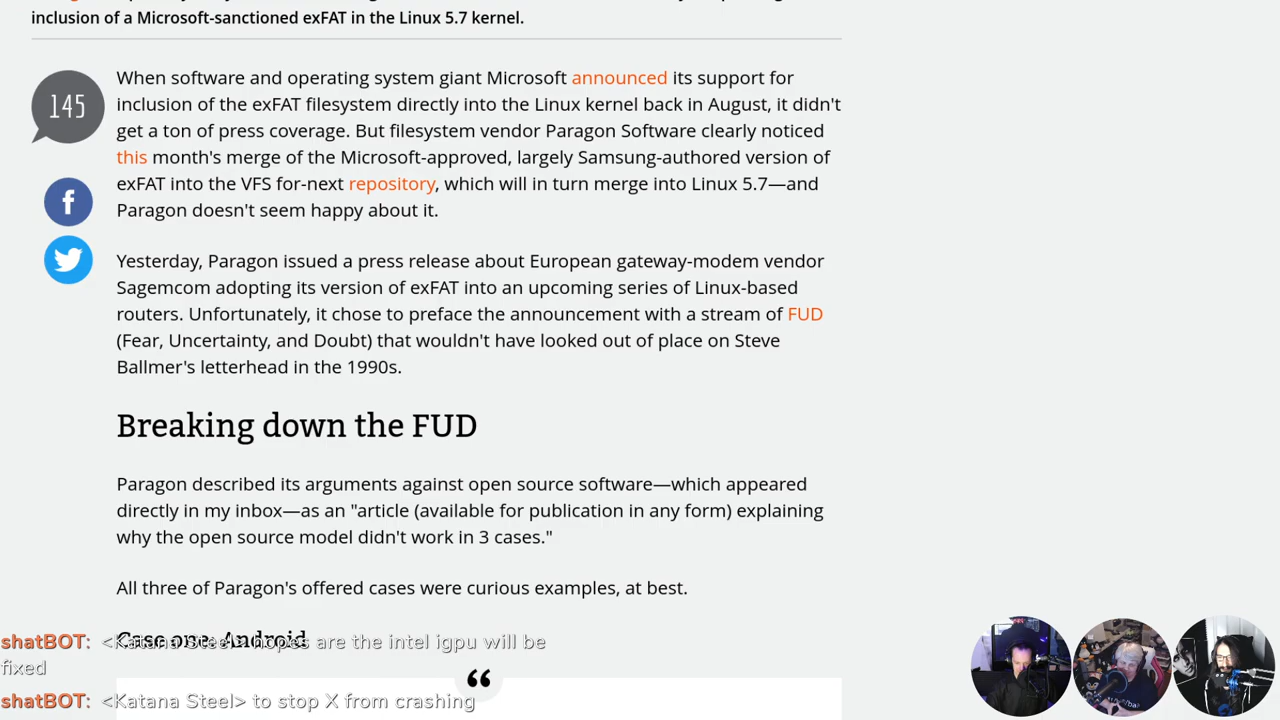 inclusion of a Microsoft-sanctioned exFAT in the Linux 5.7 kernel.
145
When software and operating system giant Microsoft announced its support for
inclusion of the exFAT filesystem directly into the Linux kernel back in August, it didn't
get a ton of press coverage. But filesystem vendor Paragon Software clearly noticed
this month's merge of the Microsoft-approved, largely Samsung-authored version of
exFAT into the VFS for-next repository, which will in turn merge into Linux 5.7—and
Paragon doesn't seem happy about it.
Yesterday, Paragon issued a press release about European gateway-modem vendor
Sagemcom adopting its version of exFAT into an upcoming series of Linux-based
routers. Unfortunately, it chose to preface the announcement with a stream of FUD
(Fear, Uncertainty, and Doubt) that wouldn't have looked out of place on Steve
Ballmer's letterhead in the 1990s.
Breaking down the FUD
Paragon described its arguments against open source software—which appeared
directly in my inbox—as an "article (available for publication in any form) explaining
why the open source model didn't work in 3 cases."
All three of Paragon's offered cases were curious examples, at best.
Case one, Android
shatBOT: <Katana Steel> hopes are the intel igpu will be
fixed
“
shatBOT: <Katana Steel> to stop X from crashing